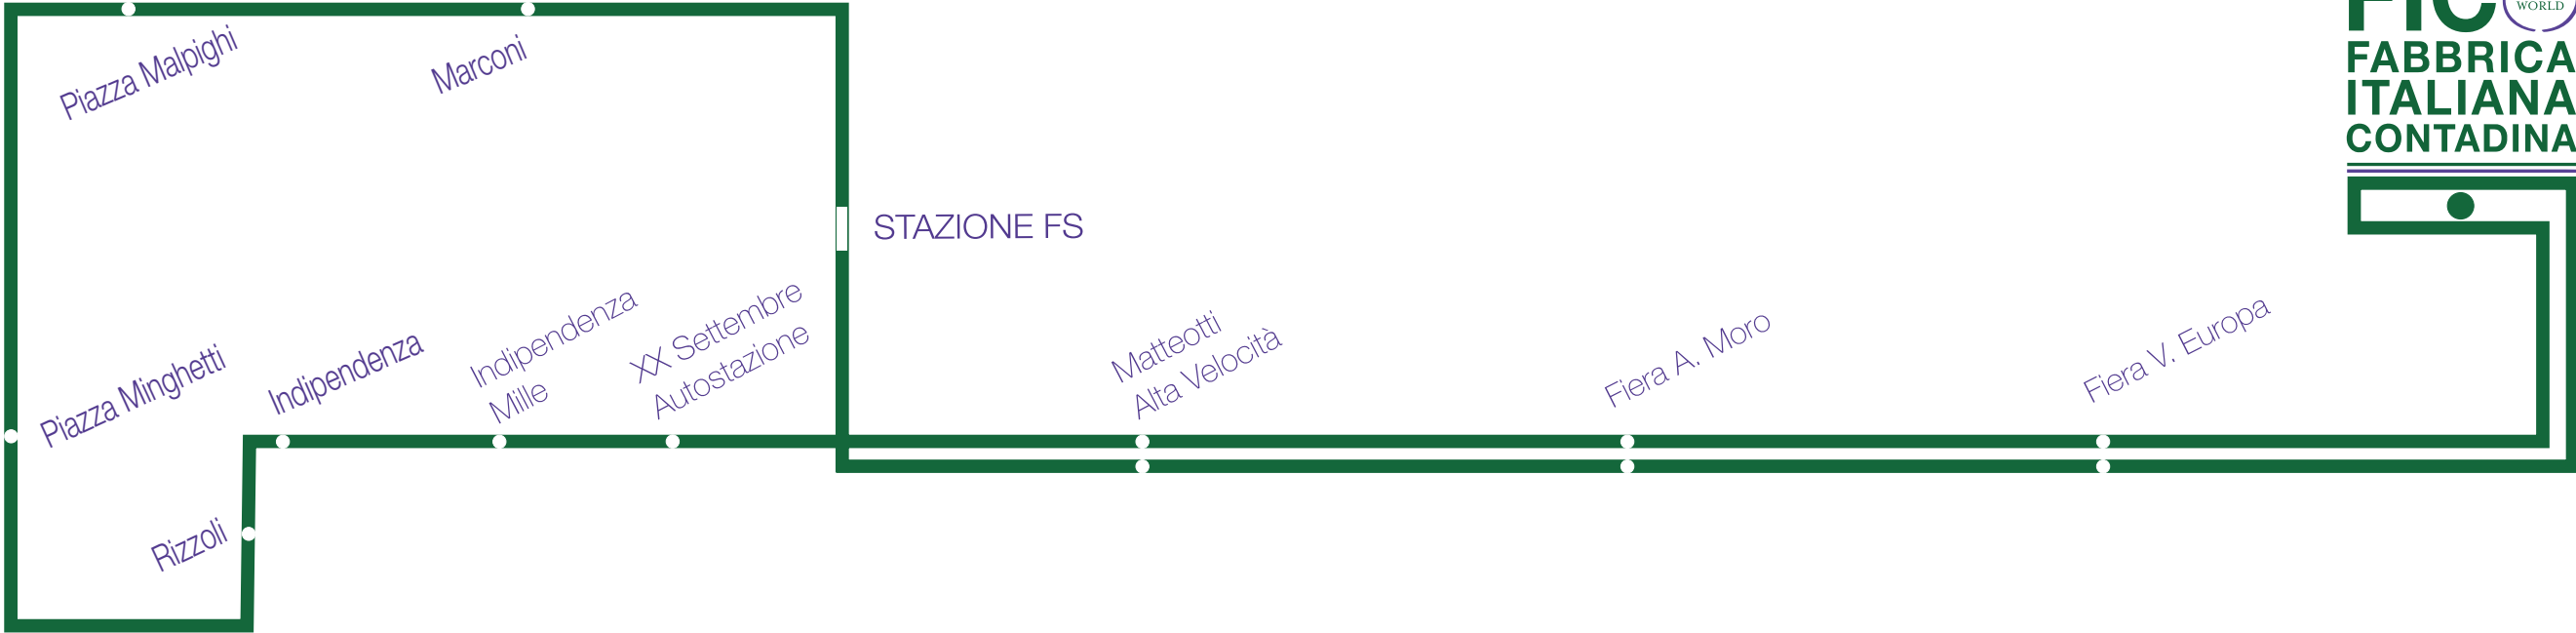 WORLD
FABBRICA
ITALIANA
CONTADINA
Piazza Malpighi
Marconi
STAZIONE FS
Piazza Minghetti
Indipendenza
Indipendenza
Mille
XX Settembre
Autostazione
Matteotti
Alta Velocità
Fiera A. Moro
Fiera V. Europa
Rizzoli